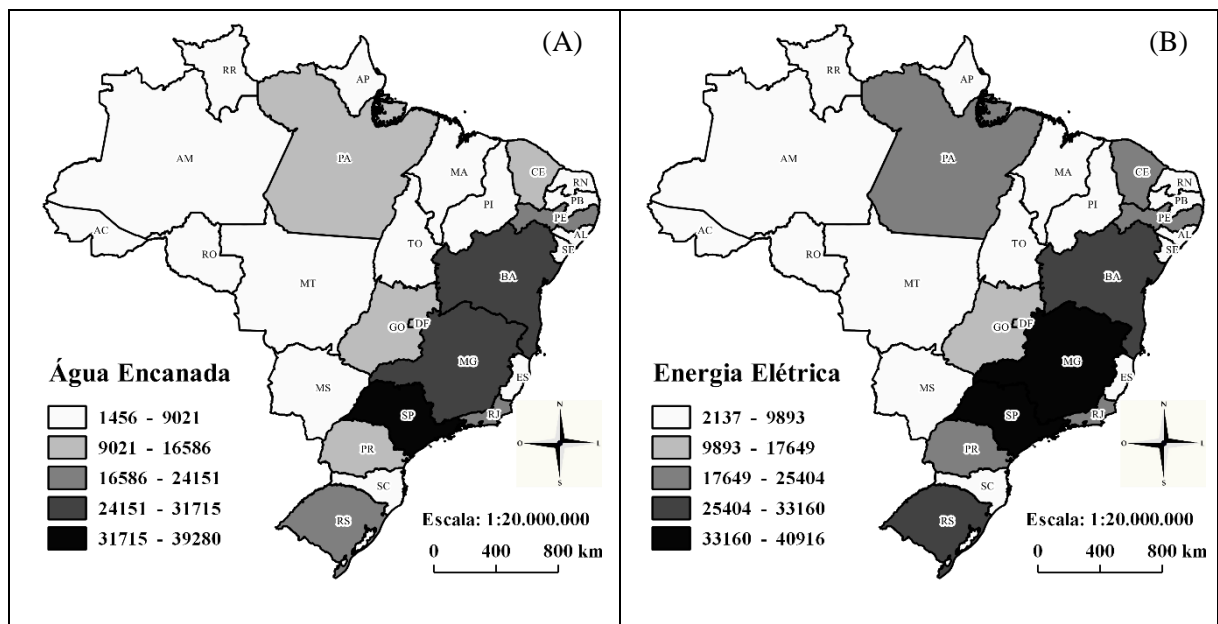 (A)
RR
AP
AM
PA
MA
CE
RN
PB
PI
PE
AL
SE
AC
RO
TO
BA
MT
GO
DF
MG
ES
MS
SP
RJ
PR
SC
RS
Água Encanada
1456 - 9021
9021 - 16586
16586 - 24151
24151 - 31715
31715 - 39280
N
O
L
S
Escala: 1:20.000.000
0 400 800 km
(B)
RR
AP
AM
PA
MA
CE
RN
PB
PI
PE
AL
SE
AC
RO
TO
BA
MT
GO
DF
MG
ES
MS
SP
RJ
PR
SC
RS
Energia Elétrica
2137 - 9893
9893 - 17649
17649 - 25404
25404 - 33160
33160 - 40916
N
O
L
S
Escala: 1:20.000.000
0 400 800 km